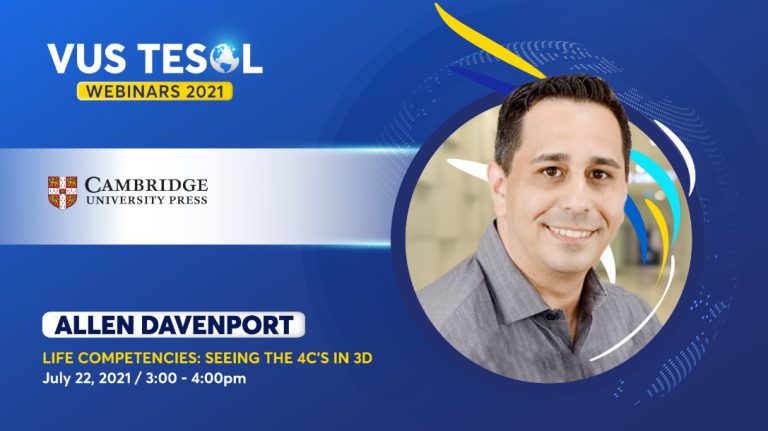 VUS TESOL
WEBINARS 2021
CAMBRIDGE
UNIVERSITY PRESS
ALLEN DAVENPORT
LIFE COMPETENCIES: SEEING THE 4C'S IN 3D
July 22, 2021 / 3:00 - 4:00pm